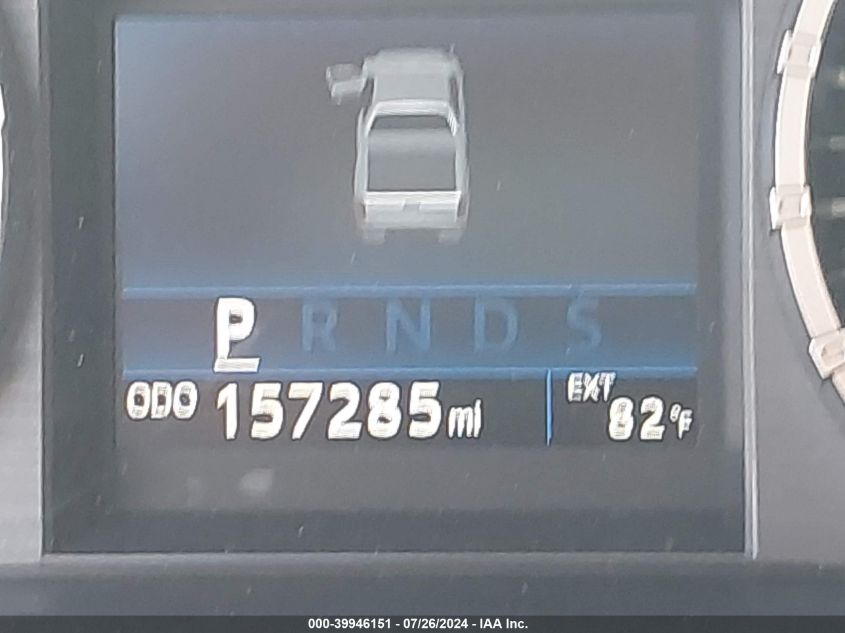 P R N D S
ODO 157285 mi EXT 82°F
000-39946151 - 07/26/2024 - IAA Inc.